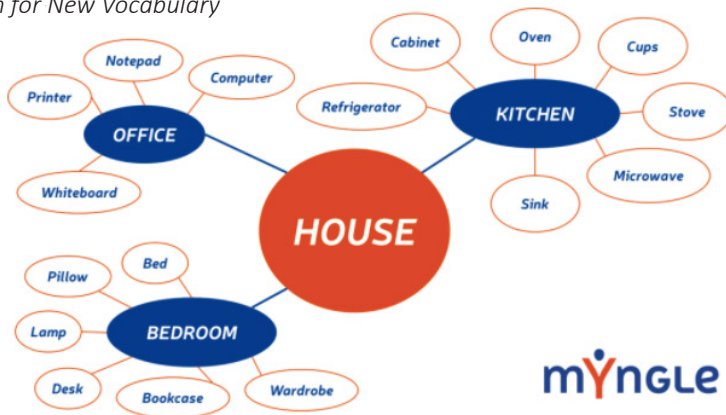 for New Vocabulary
Notepad
Computer
Printer
OFFICE
Whiteboard
Cabinet
Oven
Cups
Refrigerator
KITCHEN
Stove
Microwave
Sink
HOUSE
Bed
Pillow
Lamp
BEDROOM
Desk
Bookcase
Wardrobe
mYngle